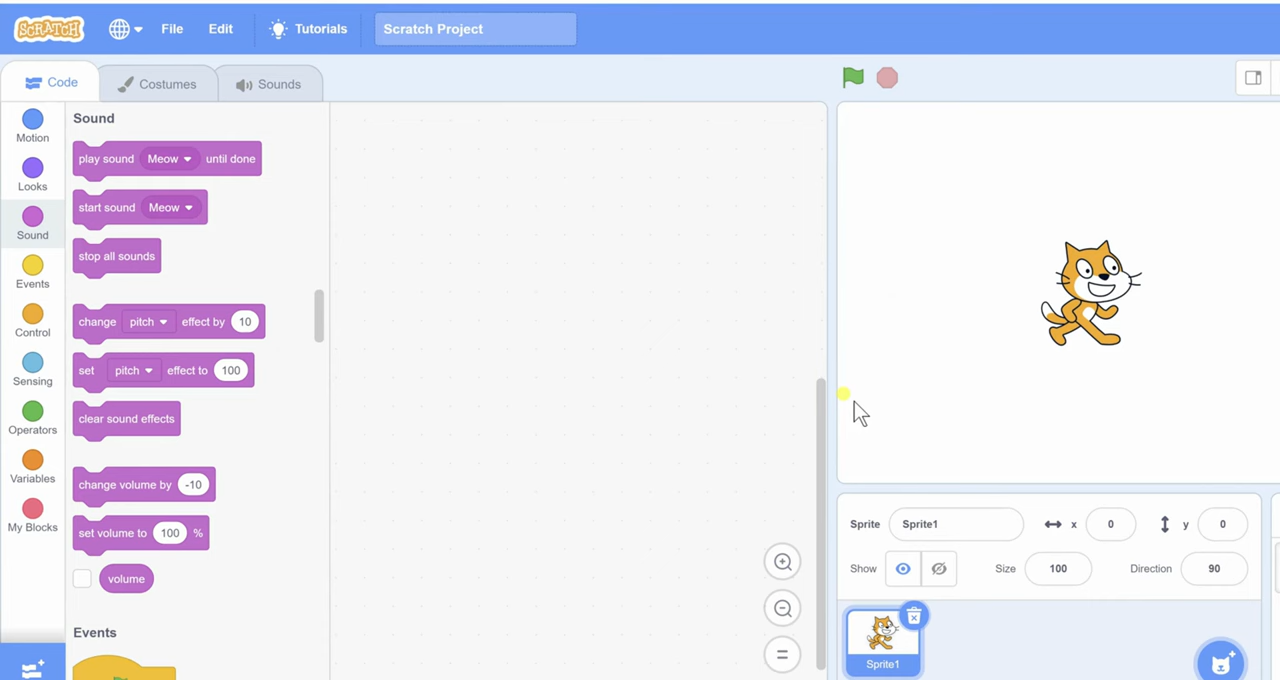 SCRATCH File Edit Tutorials Scratch Project
Code Costumes Sounds
Motion
Looks
Sound
Events
Control
Sensing
Operators
Variables
My Blocks
Sound
play sound Meow until done
start sound Meow
stop all sounds
change pitch effect by 10
set pitch effect to 100
clear sound effects
change volume by -10
set volume to 100 %
volume
Events
Sprite Sprite1 x 0 y 0
Show Size 100 Direction 90
Sprite1